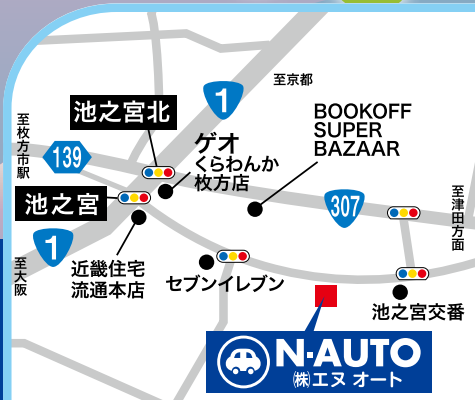 至京都
1
池之宮北
BOOKOFF
SUPER
BAZAAR
至枚方市駅
139
ゲオ
くらわんか
枚方店
池之宮
307
至津田方面
1
至大阪
近畿住宅
流通本店
セブンイレブン
池之宮交番
N-AUTO
㈱エヌ オート